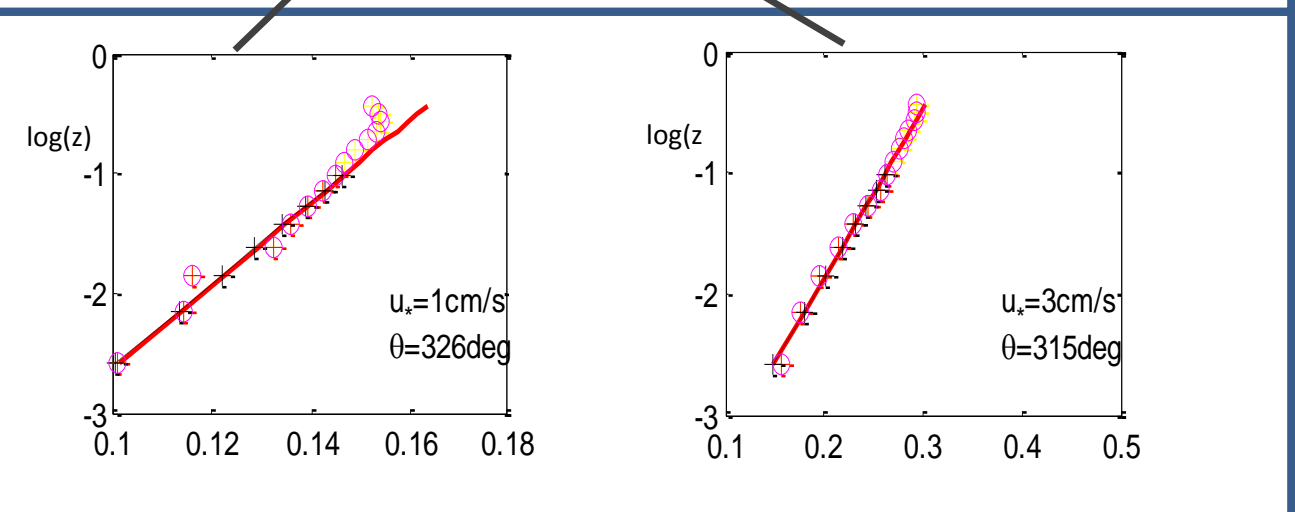 0
log(z)
-1
-2
u*=1cm/s
θ=326deg
-3
0.1 0.12 0.14 0.16 0.18
0
log(z
-1
-2
u*=3cm/s
θ=315deg
-3
0.1 0.2 0.3 0.4 0.5